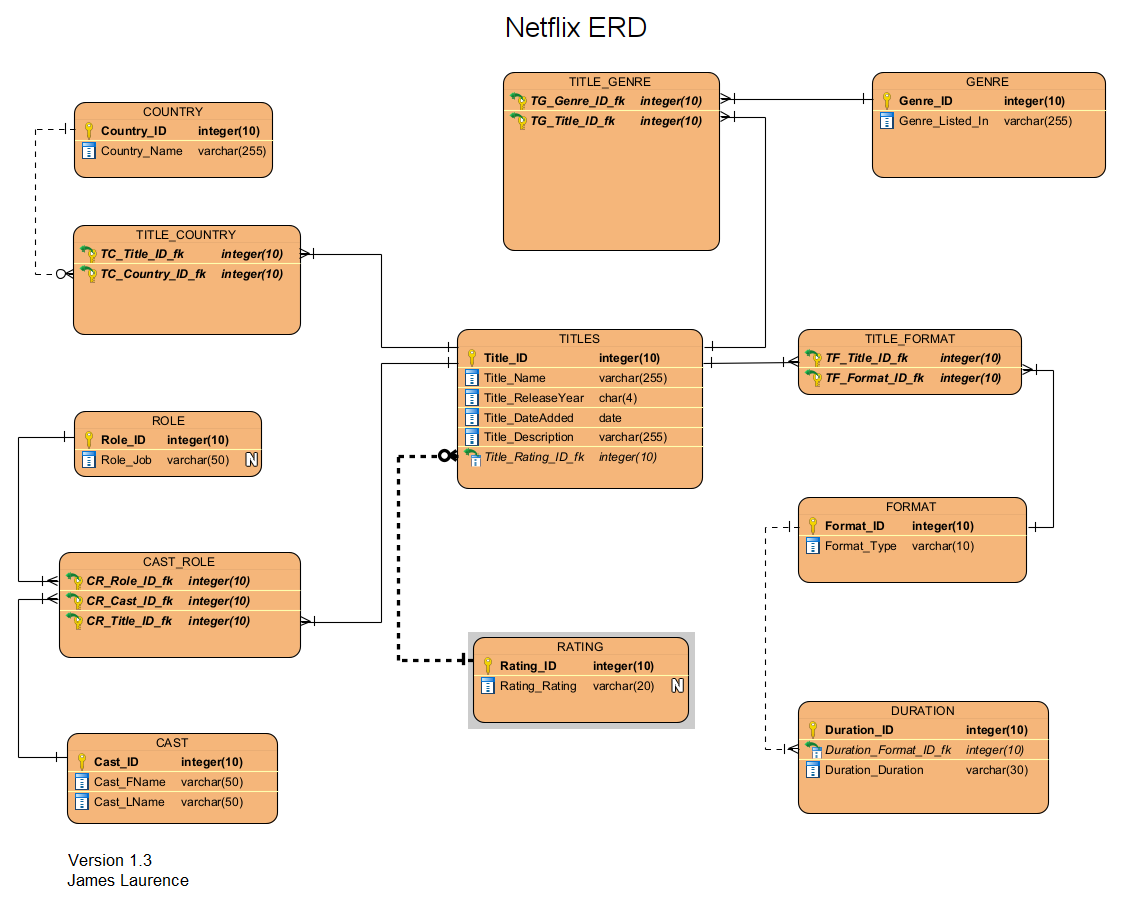 Netflix ERD
COUNTRY
Country_ID integer(10)
Country_Name varchar(255)
TITLE_COUNTRY
TC_Title_ID_fk integer(10)
TC_Country_ID_fk integer(10)
TITLE_GENRE
TG_Genre_ID_fk integer(10)
TG_Title_ID_fk integer(10)
GENRE
Genre_ID integer(10)
Genre_Listed_In varchar(255)
TITLES
Title_ID integer(10)
Title_Name varchar(255)
Title_ReleaseYear char(4)
Title_DateAdded date
Title_Description varchar(255)
Title_Rating_ID_fk integer(10)
TITLE_FORMAT
TF_Title_ID_fk integer(10)
TF_Format_ID_fk integer(10)
ROLE
Role_ID integer(10)
Role_Job varchar(50) N
FORMAT
Format_ID integer(10)
Format_Type varchar(10)
CAST_ROLE
CR_Role_ID_fk integer(10)
CR_Cast_ID_fk integer(10)
CR_Title_ID_fk integer(10)
RATING
Rating_ID integer(10)
Rating_Rating varchar(20) N
CAST
Cast_ID integer(10)
Cast_FName varchar(50)
Cast_LName varchar(50)
DURATION
Duration_ID integer(10)
Duration_Format_ID_fk integer(10)
Duration_Duration varchar(30)
Version 1.3
James Laurence